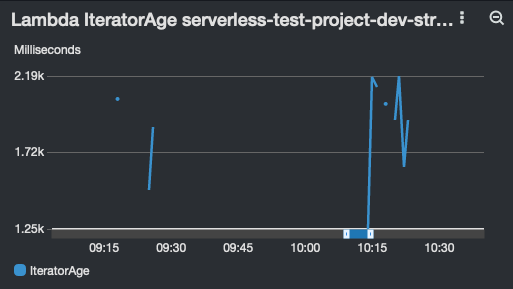 Lambda IteratorAge serverless-test-project-dev-str...
Milliseconds
2.19k
1.72k
1.25k
09:15 09:30 09:45 10:00 10:15 10:30
IteratorAge